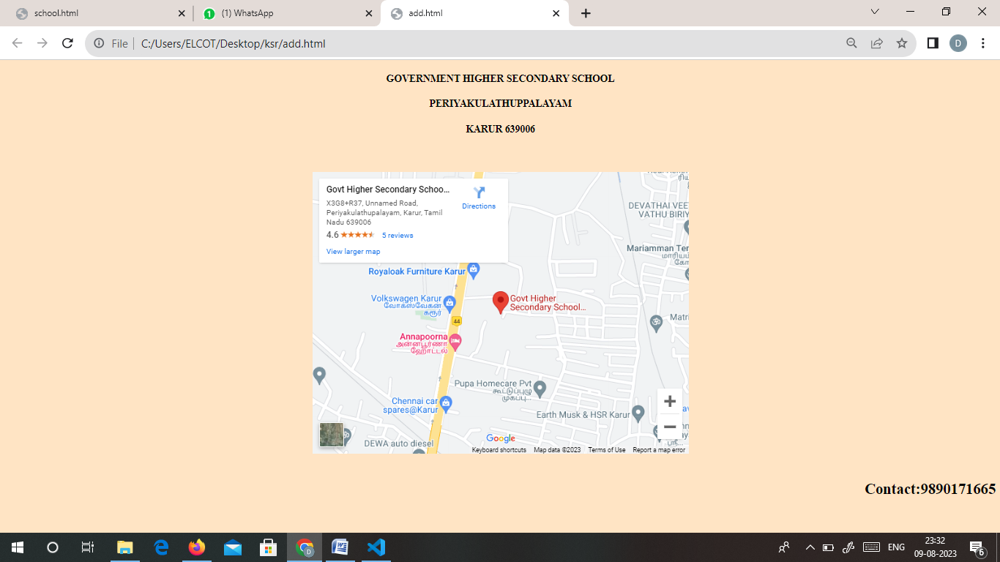 school.html
(1) WhatsApp
add.html
File
C:/Users/ELCOT/Desktop/ksr/add.html
D
GOVERNMENT HIGHER SECONDARY SCHOOL
PERIYAKULATHUPPALAYAM
KARUR 639006
Govt Higher Secondary Schoo...
Directions
X3G8+R37, Unnamed Road,
Periyakulathupalayam, Karur, Tamil
Nadu 639006
4.6
5 reviews
View larger map
DEVATHAI VEE
VATHU BIRIY
Mariamman Ter
மாரியம்
கோ
Royaloak Furniture Karur
Volkswagen Karur
வோக்ஸ்வேகன்
கரூர்
Govt Higher
Secondary School...
44
Matri
Annapoorna
அன்னபூர்ணா
ஹோட்டல்
Pupa Homecare Pvt
கூட்டுப்புழு
முகப்பு...
Chennai car
spares@Karur
Earth Musk & HSR Karur
DEWA auto diesel
Google
Keyboard shortcuts
Map data ©2023
Terms of Use
Report a map error
Contact:9890171665
ENG
23:32
09-08-2023
6